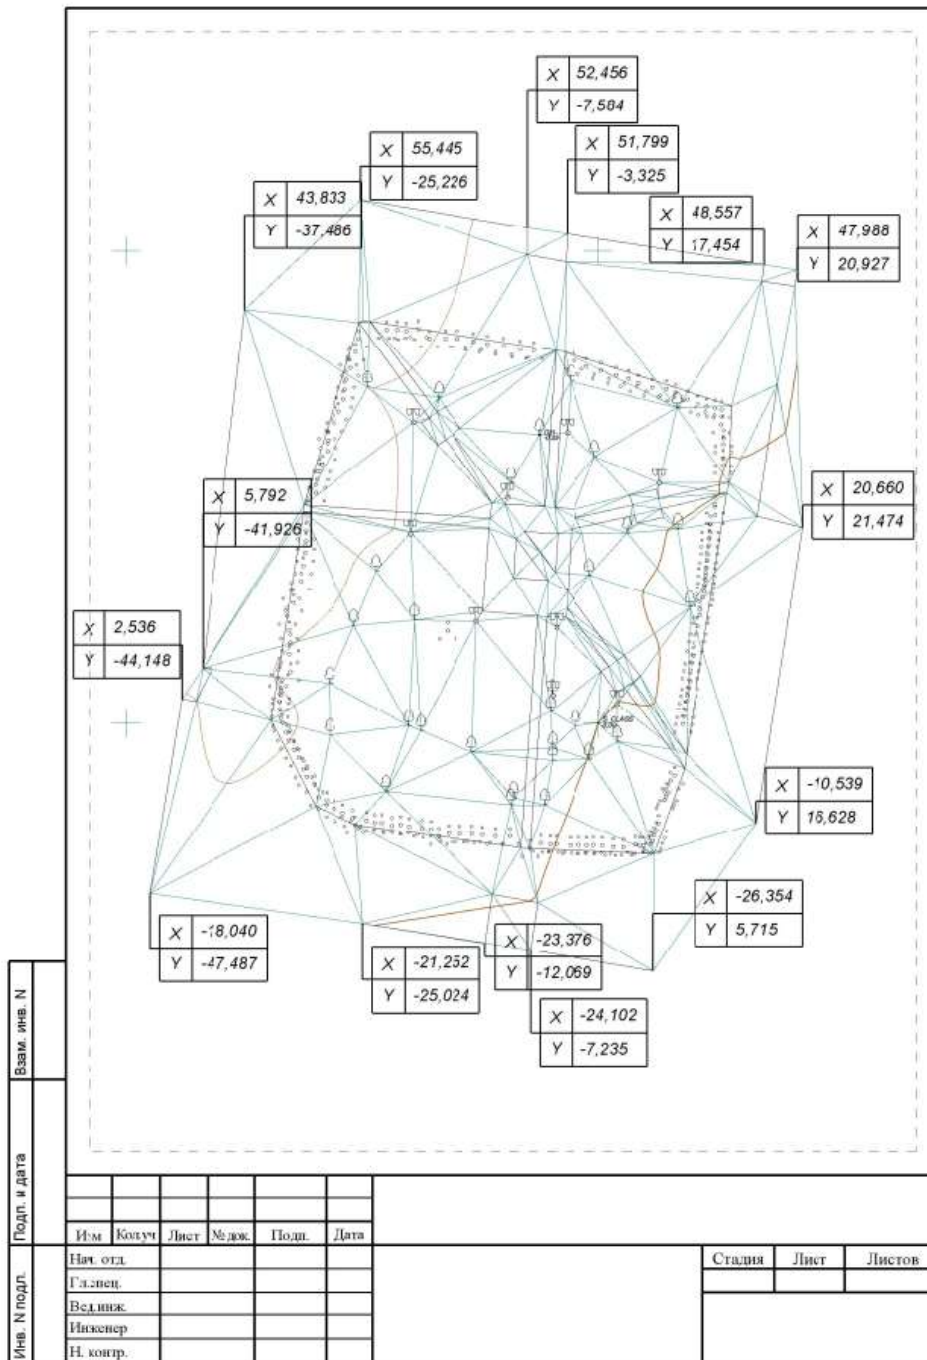 X 52,456
Y -7,584
X 51,799
Y -3,325
X 55,445
Y -25,226
X 43,833
Y -37,486
X 48,557
Y 17,454
X 47,988
Y 20,927
X 5,792
Y -41,926
X 20,660
Y 21,474
X 2,536
Y -44,148
X -10,539
Y 16,628
X -26,354
Y 5,715
X -18,040
Y -47,487
X -23,376
Y -12,069
X -21,252
Y -25,024
X -24,102
Y -7,235
Взам. инв. N
Подп. и дата
Инв. N подл.
Изм Кол.уч Лист № док. Подп. Дата
Нач. отд.
Гл.спец.
Вед.инж.
Инженер
Н. контр.
Стадия Лист Листов